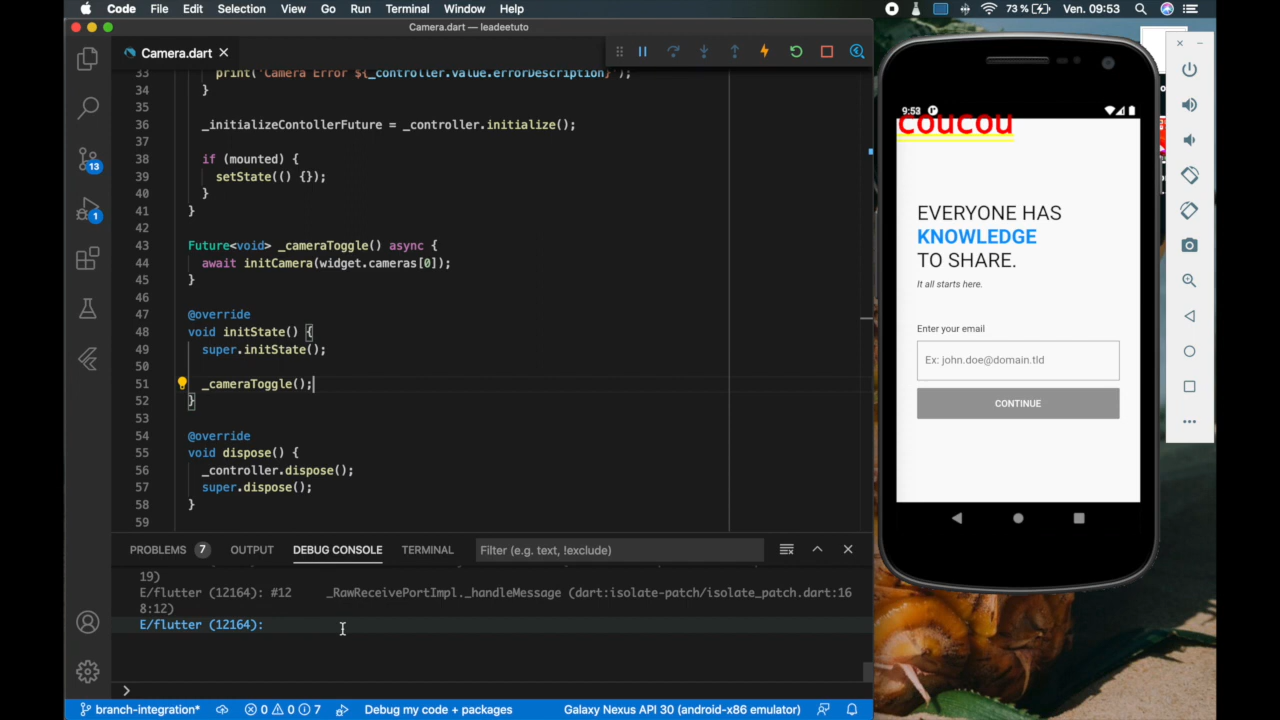 Code File Edit Selection View Go Run Terminal Window Help
73 % Ven. 09:53
Camera.dart — leadeetuto
Camera.dart
33 print('Camera Error ${_controller.value.errorDescription}');
34 }
35
36 _initializeContollerFuture = _controller.initialize();
37
38 if (mounted) {
39 setState(() {});
40 }
41 }
42
43 Future<void> _cameraToggle() async {
44 await initCamera(widget.cameras[0]);
45 }
46
47 @override
48 void initState() {
49 super.initState();
50
51 _cameraToggle();
52 }
53
54 @override
55 void dispose() {
56 _controller.dispose();
57 super.dispose();
58 }
59
13
1
PROBLEMS 7 OUTPUT DEBUG CONSOLE TERMINAL Filter (e.g. text, !exclude)
19)
E/flutter (12164): #12 _RawReceivePortImpl._handleMessage (dart:isolate-patch/isolate_patch.dart:16
8:12)
E/flutter (12164):
branch-integration* 0 0 7 Debug my code + packages Galaxy Nexus API 30 (android-x86 emulator)
9:53
coucou
EVERYONE HAS
KNOWLEDGE
TO SHARE.
It all starts here.
Enter your email
Ex: john.doe@domain.tld
CONTINUE